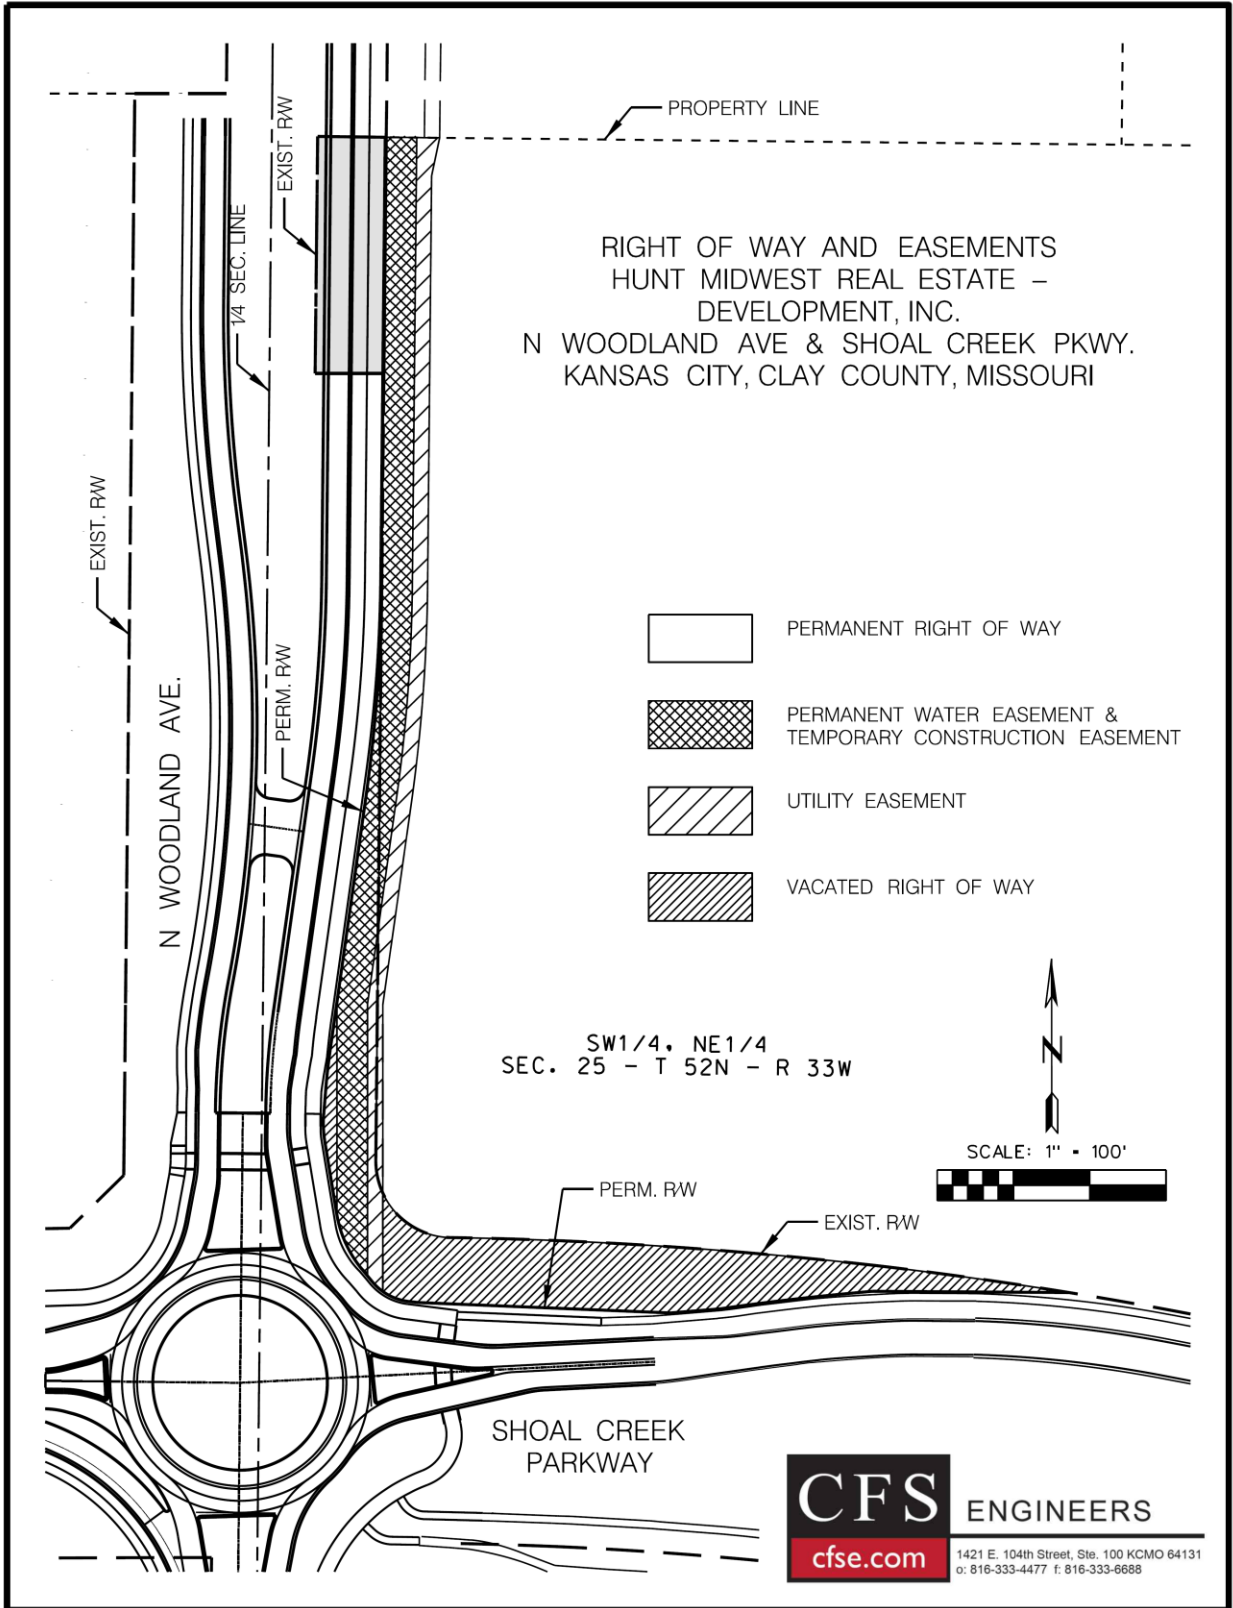 PROPERTY LINE
EXIST. R/W
1/4 SEC. LINE
RIGHT OF WAY AND EASEMENTS
HUNT MIDWEST REAL ESTATE –
DEVELOPMENT, INC.
N WOODLAND AVE & SHOAL CREEK PKWY.
KANSAS CITY, CLAY COUNTY, MISSOURI
EXIST. R/W
PERM. R/W
N WOODLAND AVE.
PERMANENT RIGHT OF WAY
PERMANENT WATER EASEMENT &
TEMPORARY CONSTRUCTION EASEMENT
UTILITY EASEMENT
VACATED RIGHT OF WAY
SW1/4, NE1/4
SEC. 25 - T 52N - R 33W
N
SCALE: 1" = 100'
PERM. R/W
EXIST. R/W
SHOAL CREEK
PARKWAY
CFS ENGINEERS
cfse.com
1421 E. 104th Street, Ste. 100 KCMO 64131
o: 816-333-4477 f: 816-333-6688